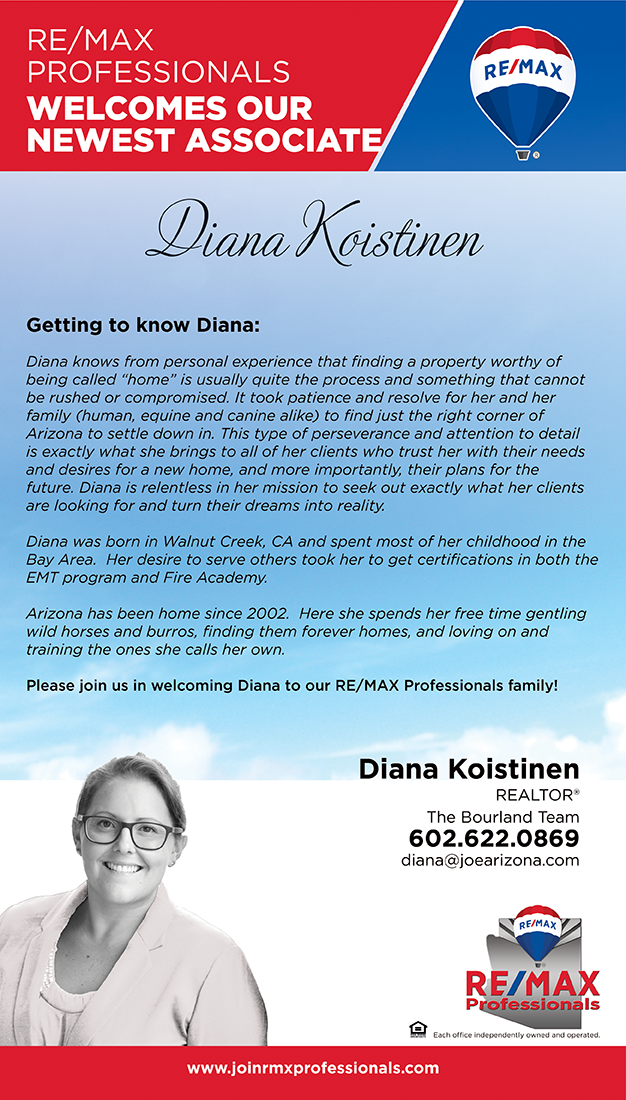 RE/MAX
PROFESSIONALS
WELCOMES OUR
NEWEST ASSOCIATE
RE/MAX
®
Diana Koistinen
Getting to know Diana:
Diana knows from personal experience that finding a property worthy of
being called “home” is usually quite the process and something that cannot
be rushed or compromised. It took patience and resolve for her and her
family (human, equine and canine alike) to find just the right corner of
Arizona to settle down in. This type of perseverance and attention to detail
is exactly what she brings to all of her clients who trust her with their needs
and desires for a new home, and more importantly, their plans for the
future. Diana is relentless in her mission to seek out exactly what her clients
are looking for and turn their dreams into reality.
Diana was born in Walnut Creek, CA and spent most of her childhood in the
Bay Area.  Her desire to serve others took her to get certifications in both the
EMT program and Fire Academy.
Arizona has been home since 2002.  Here she spends her free time gentling
wild horses and burros, finding them forever homes, and loving on and
training the ones she calls her own.
Please join us in welcoming Diana to our RE/MAX Professionals family!
Diana Koistinen
REALTOR®
The Bourland Team
602.622.0869
diana@joearizona.com
RE/MAX
RE/MAX
Professionals
Each office independently owned and operated.
www.joinrmxprofessionals.com